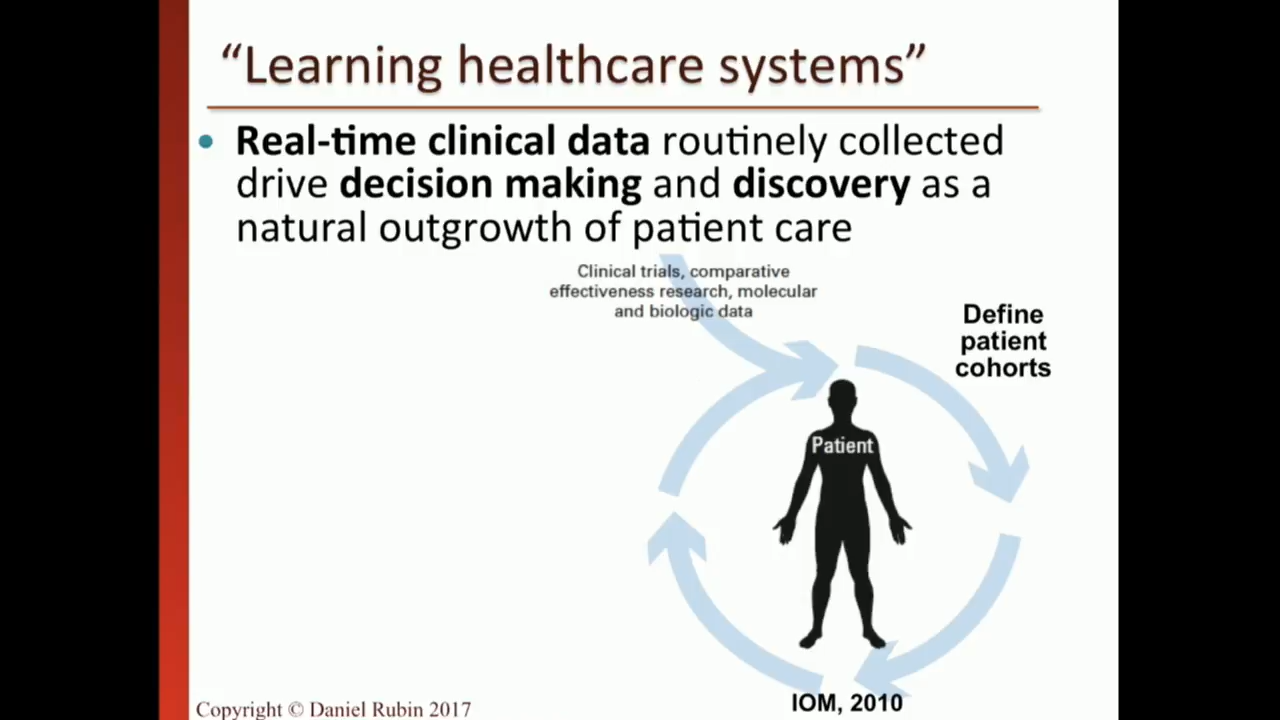 “Learning healthcare systems”
Real-time clinical data routinely collected
drive decision making and discovery as a
natural outgrowth of patient care
Clinical trials, comparative
effectiveness research, molecular
and biologic data
Define
patient
cohorts
Patient
IOM, 2010
Copyright © Daniel Rubin 2017